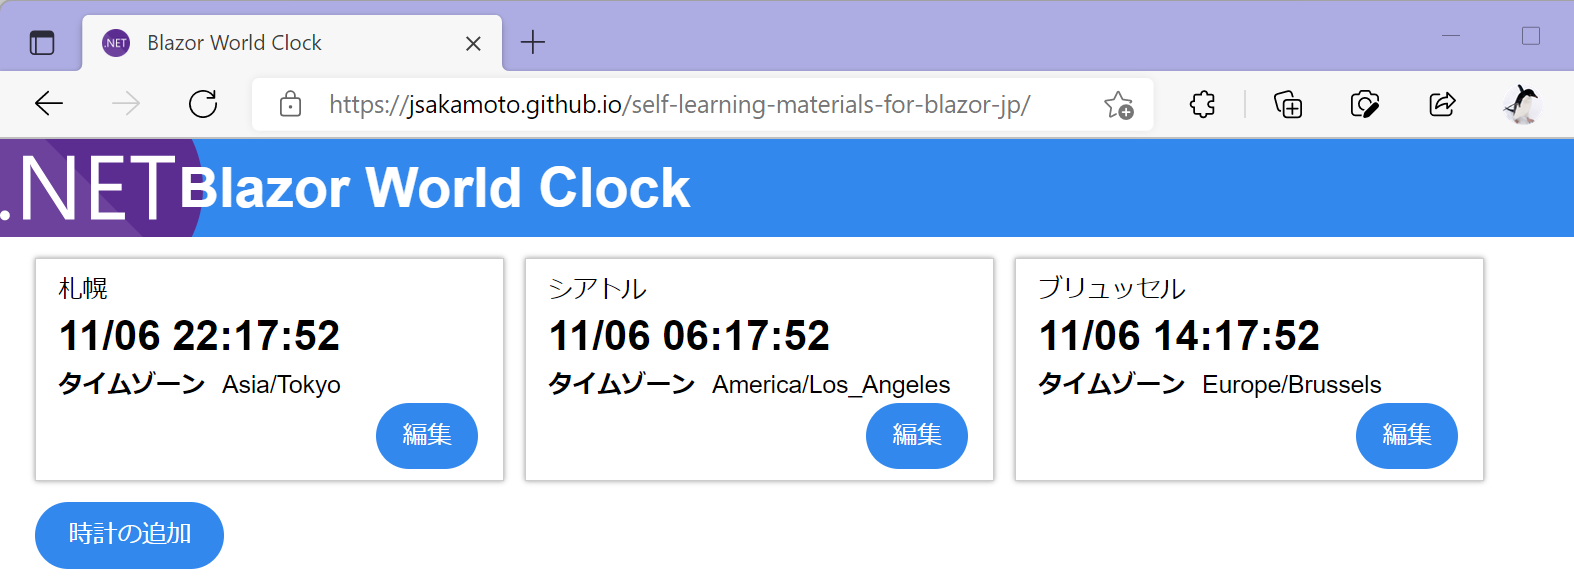 .NET Blazor World Clock
https://jsakamoto.github.io/self-learning-materials-for-blazor-jp/
.NET Blazor World Clock
札幌
11/06 22:17:52
タイムゾーン Asia/Tokyo
編集
シアトル
11/06 06:17:52
タイムゾーン America/Los_Angeles
編集
ブリュッセル
11/06 14:17:52
タイムゾーン Europe/Brussels
編集
時計の追加